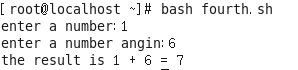 [root@localhost ~]# bash fourth.sh
enter a number:1
enter a number angin:6
the result is 1 + 6 = 7